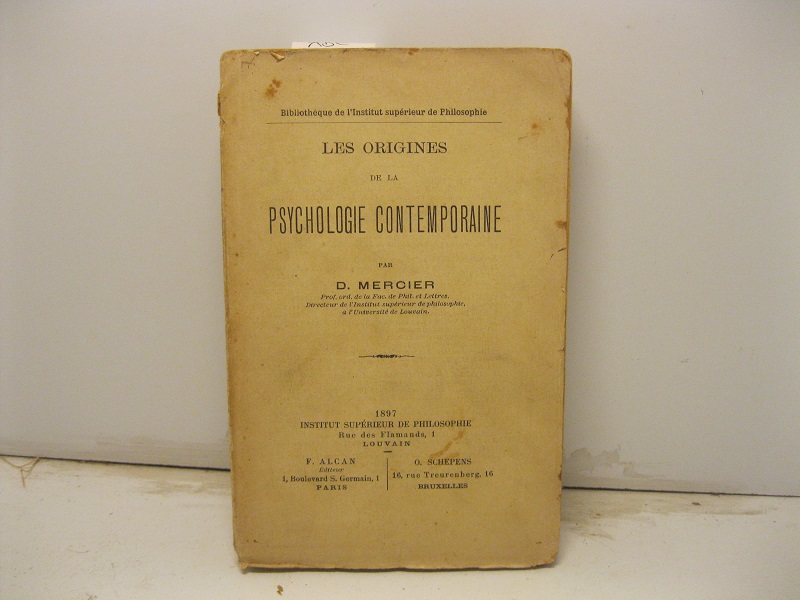 Bibliotheque de l'Institut supérieur de Philosophie
LES ORIGINES
DE LA
PSYCHOLOGIE CONTEMPORAINE
PAR
D. MERCIER
Prof. ord. de la Fac. de Phil. et Lettres.
Directeur de l'Institut supérieur de philosophie,
à l'Université de Louvain.
1897
INSTITUT SUPÉRIEUR DE PHILOSOPHIE
Rue des Flamands, 1
LOUVAIN
F. ALCAN
Éditeur
1, Boulevard S. Germain, 1
PARIS
O. SCHEPENS
16, rue Treurenberg, 16
BRUXELLES